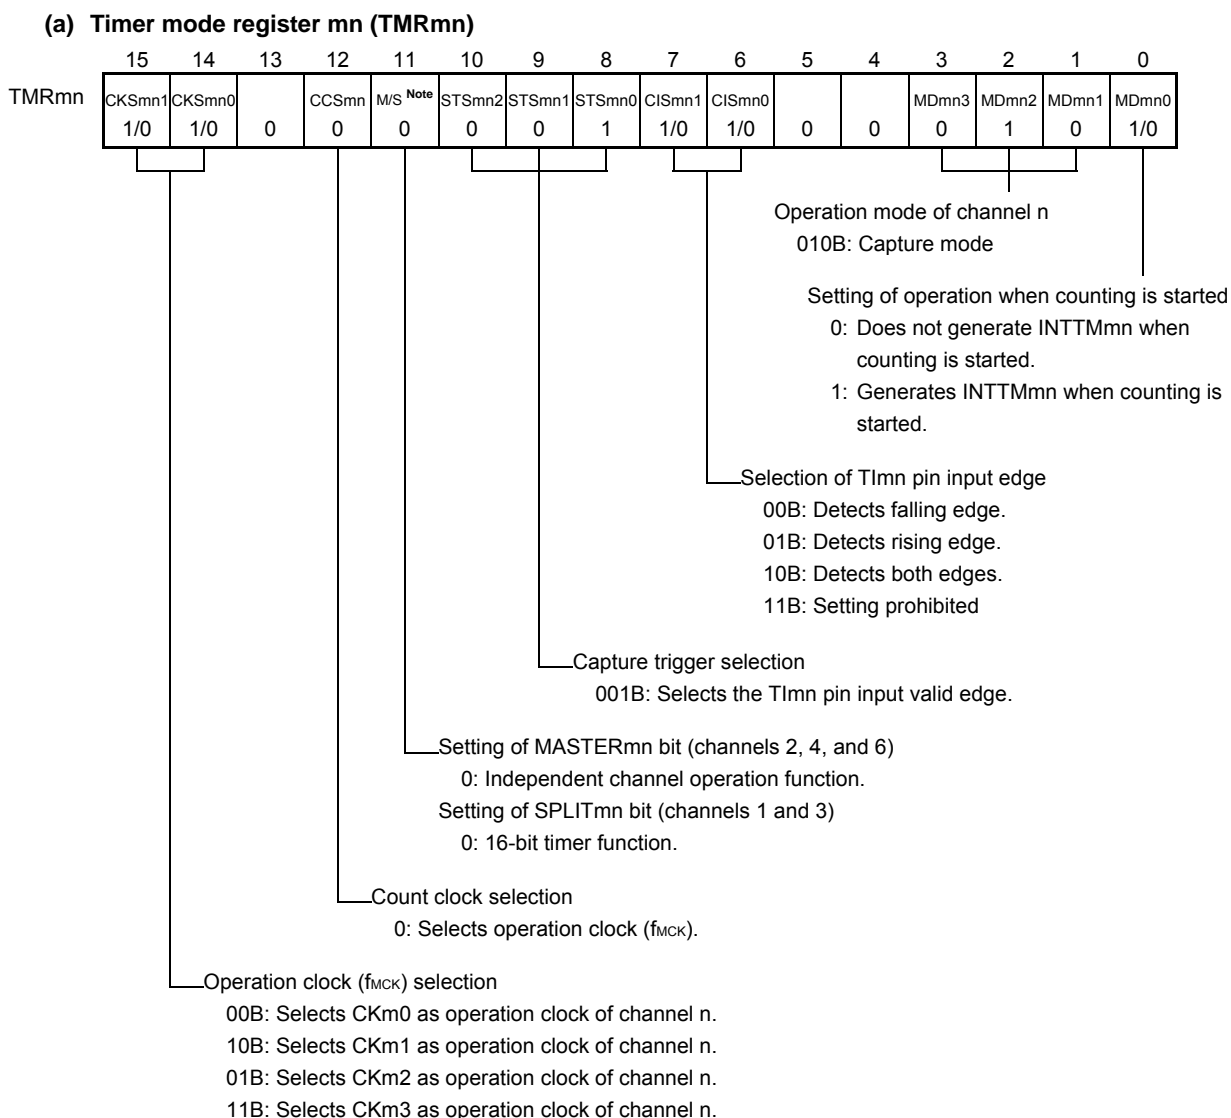 (a) Timer mode register mn (TMRmn)
15 14 13 12 11 10 9 8 7 6 5 4 3 2 1 0
TMRmn CKSmn1 CKSmn0 CCSmn M/S Note STSmn2 STSmn1 STSmn0 CISmn1 CISmn0 MDmn3 MDmn2 MDmn1 MDmn0
1/0 1/0 0 0 0 0 0 1 1/0 1/0 0 0 0 1 0 1/0
Operation mode of channel n
010B: Capture mode
Setting of operation when counting is started
0: Does not generate INTTMmn when
counting is started.
1: Generates INTTMmn when counting is
started.
Selection of TImn pin input edge
00B: Detects falling edge.
01B: Detects rising edge.
10B: Detects both edges.
11B: Setting prohibited
Capture trigger selection
001B: Selects the TImn pin input valid edge.
Setting of MASTERmn bit (channels 2, 4, and 6)
0: Independent channel operation function.
Setting of SPLITmn bit (channels 1 and 3)
0: 16-bit timer function.
Count clock selection
0: Selects operation clock (fMCK).
Operation clock (fMCK) selection
00B: Selects CKm0 as operation clock of channel n.
10B: Selects CKm1 as operation clock of channel n.
01B: Selects CKm2 as operation clock of channel n.
11B: Selects CKm3 as operation clock of channel n.